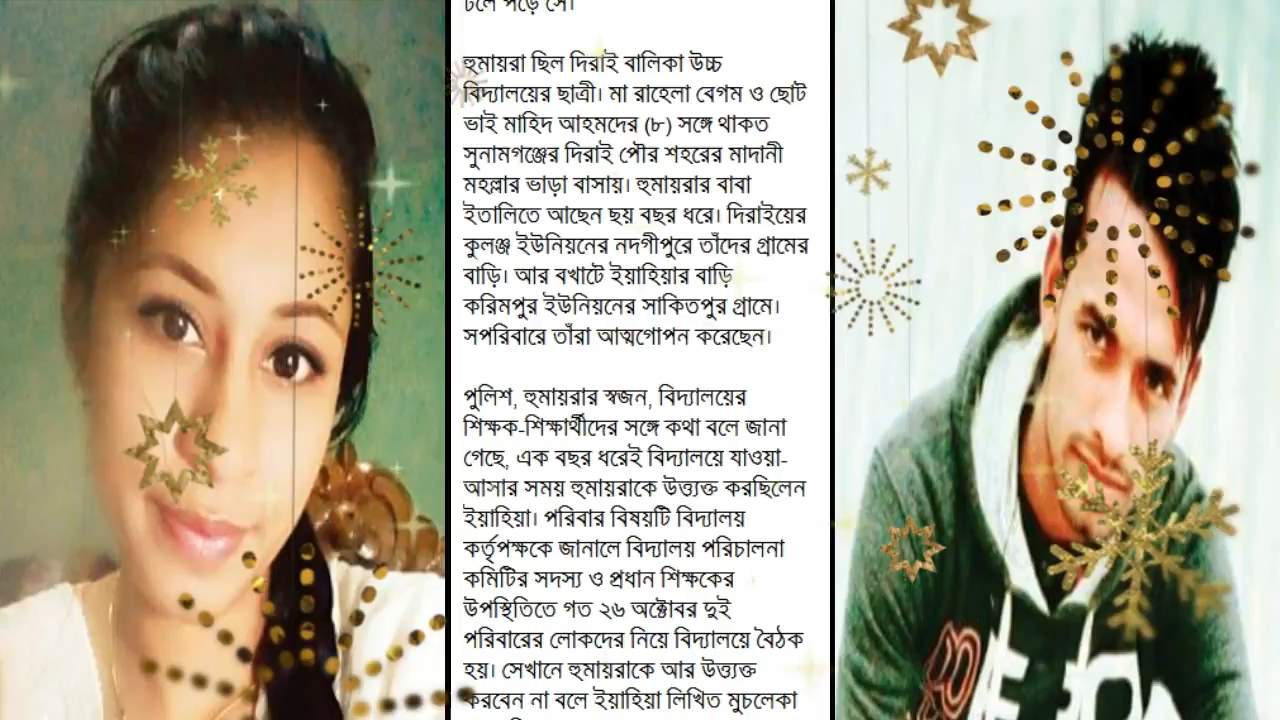 ঢলে পড়ে সে।
হুমায়রা ছিল দিরাই বালিকা উচ্চ
বিদ্যালয়ের ছাত্রী। মা রাহেলা বেগম ও ছোট
ভাই মাহিদ আহমদের (৮) সঙ্গে থাকত
সুনামগঞ্জের দিরাই পৌর শহরের মাদানী
মহল্লার ভাড়া বাসায়। হুমায়রার বাবা
ইতালিতে আছেন ছয় বছর ধরে। দিরাইয়ের
কুলঞ্জ ইউনিয়নের নদগীপুরে তাঁদের গ্রামের
বাড়ি। আর বখাটে ইয়াহিয়ার বাড়ি
করিমপুর ইউনিয়নের সাকিতপুর গ্রামে।
সপরিবারে তাঁরা আত্মগোপন করেছেন।
পুলিশ, হুমায়রার স্বজন, বিদ্যালয়ের
শিক্ষক-শিক্ষার্থীদের সঙ্গে কথা বলে জানা
গেছে, এক বছর ধরেই বিদ্যালয়ে যাওয়া-
আসার সময় হুমায়রাকে উত্ত্যক্ত করছিলেন
ইয়াহিয়া। পরিবার বিষয়টি বিদ্যালয়
কর্তৃপক্ষকে জানালে বিদ্যালয় পরিচালনা
কমিটির সদস্য ও প্রধান শিক্ষকের
উপস্থিতিতে গত ২৬ অক্টোবর দুই
পরিবারের লোকদের নিয়ে বিদ্যালয়ে বৈঠক
হয়। সেখানে হুমায়রাকে আর উত্ত্যক্ত
করবেন না বলে ইয়াহিয়া লিখিত মুচলেকা